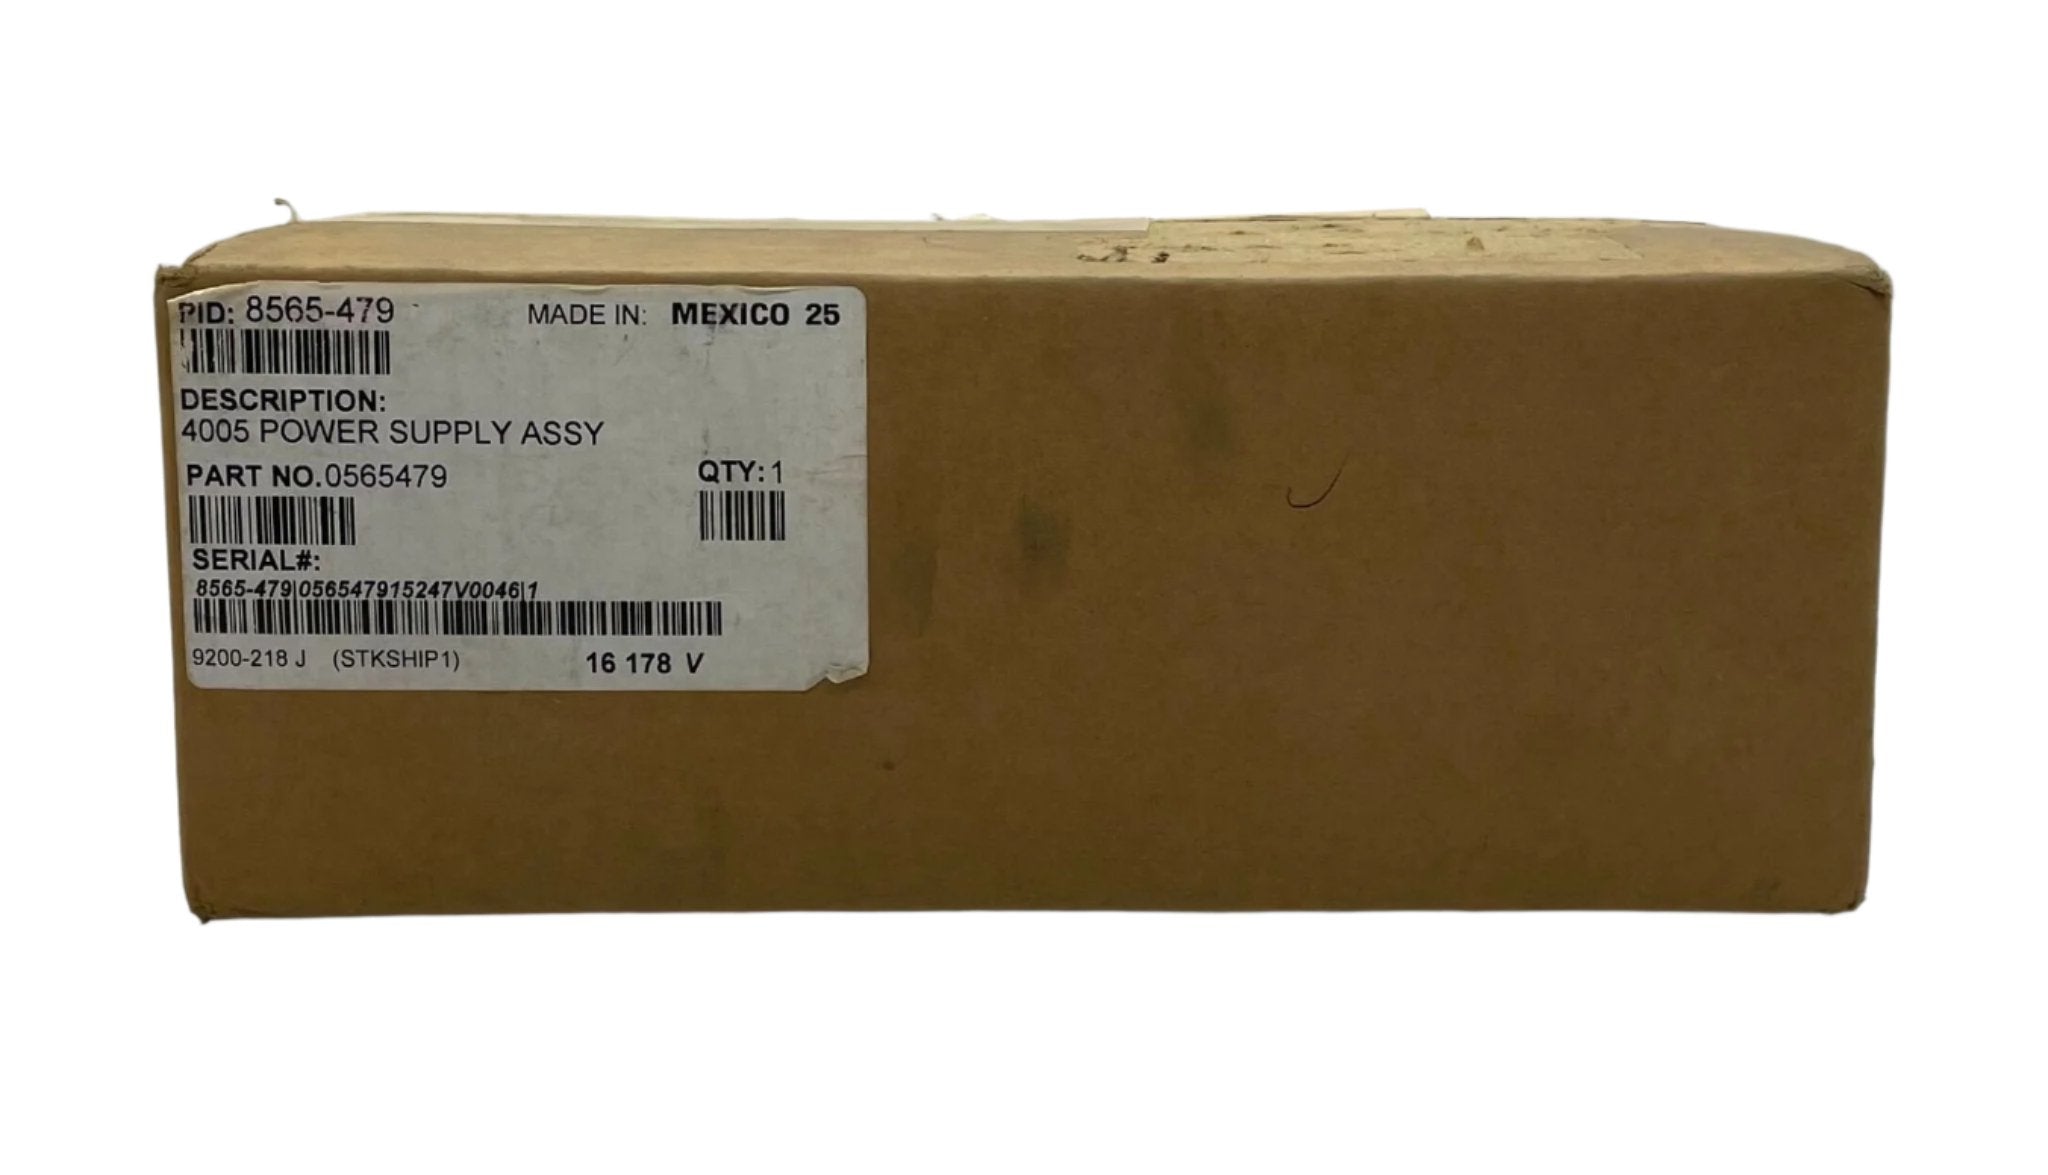 PID: 8565-479 MADE IN: MEXICO 25
DESCRIPTION:
4005 POWER SUPPLY ASSY
PART NO.0565479 QTY:1
SERIAL#:
8565-479|056547915247V0046|1
9200-218 J (STKSHIP1) 16 178 V